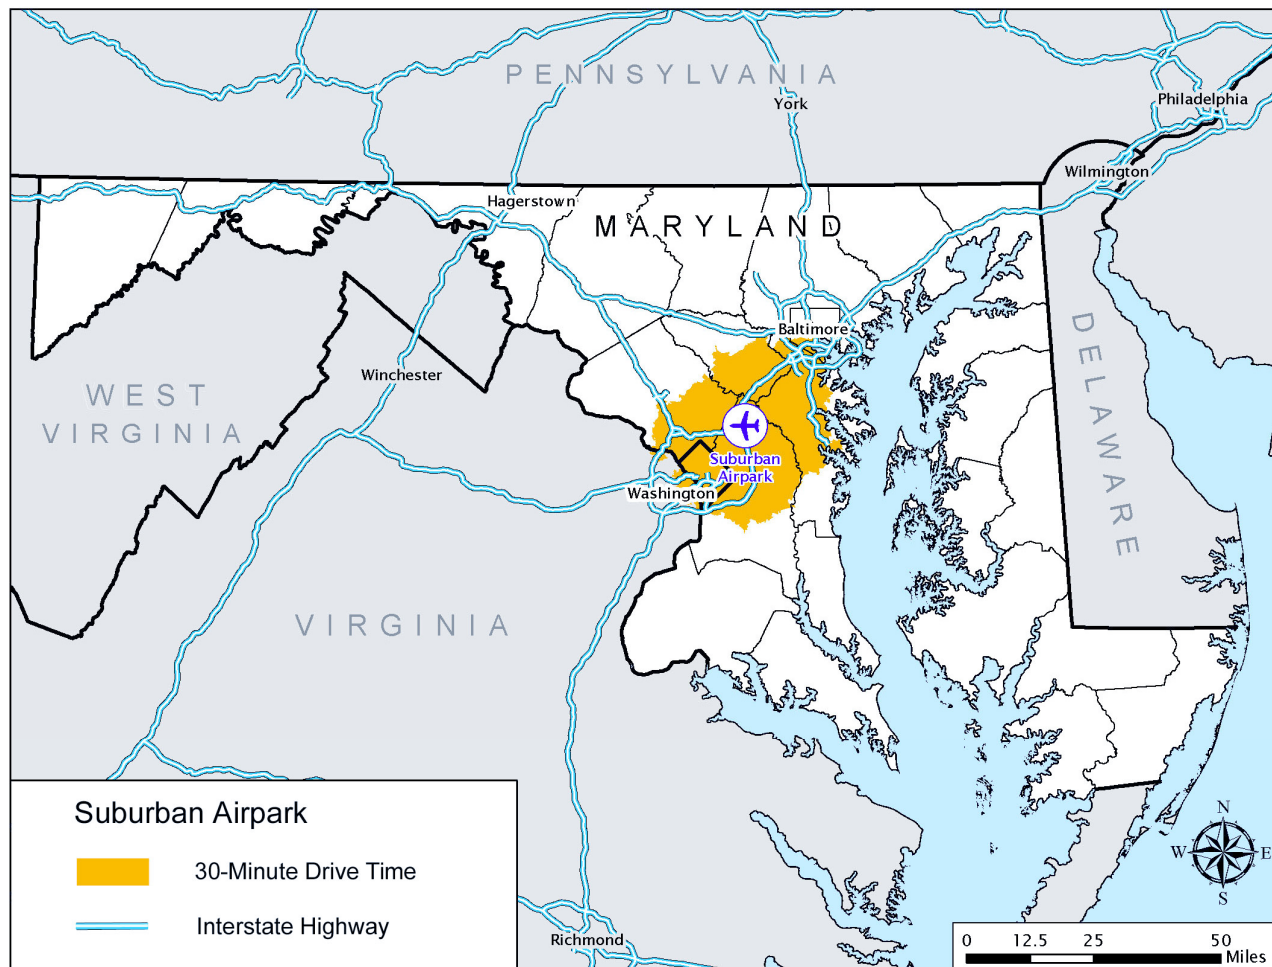 PENNSYLVANIA
York
Philadelphia
Wilmington
Hagerstown
MARYLAND
Baltimore
DELAWARE
Winchester
WEST
VIRGINIA
Suburban
Airpark
Washington
VIRGINIA
Suburban Airpark
30-Minute Drive Time
Interstate Highway
Richmond
N
W
E
S
0 12.5 25 50
Miles